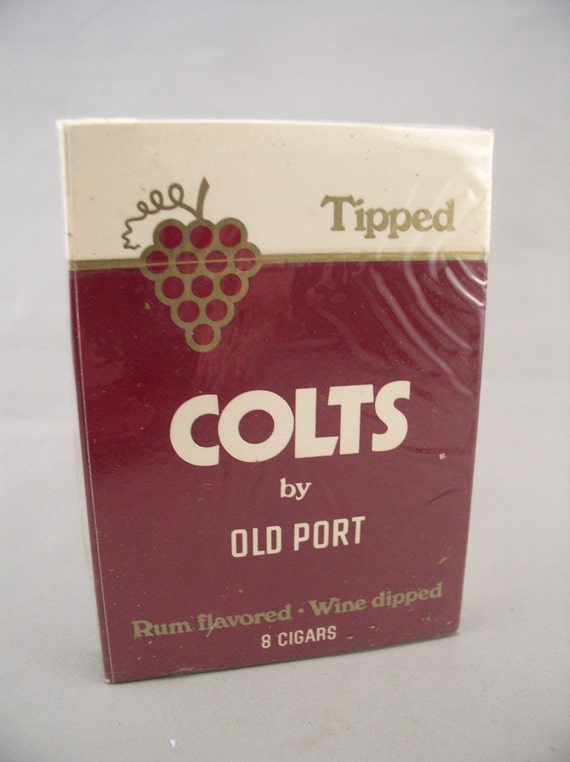 Tipped
COLTS
by
OLD PORT
Rum flavored · Wine dipped
8 CIGARS